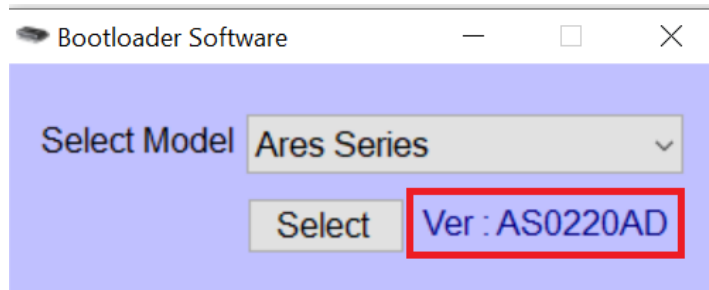 Bootloader Software
Select Model Ares Series
Select Ver : AS0220AD